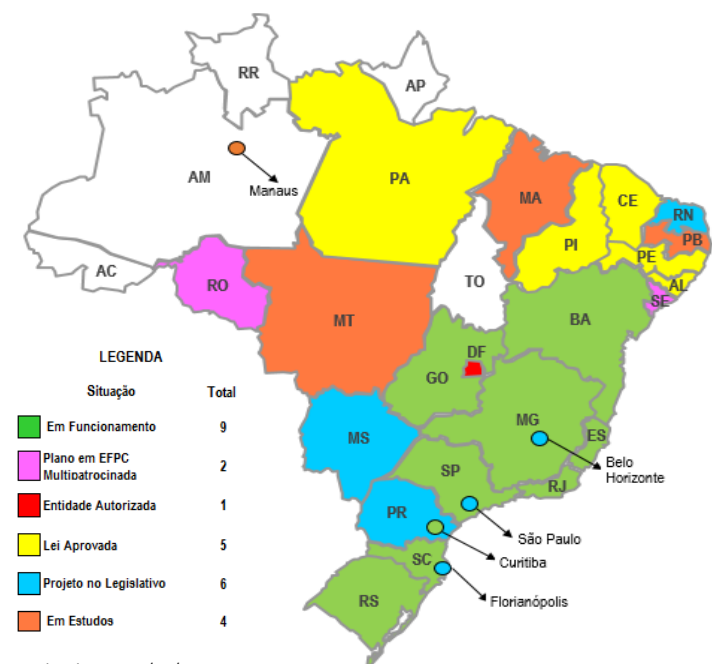 RR
AP
AM
Manaus
PA
MA
CE
RN
PB
PI
PE
AL
SE
AC
RO
TO
MT
BA
DF
GO
MG
ES
Belo
Horizonte
MS
SP
RJ
São Paulo
PR
Curitiba
SC
Florianópolis
RS
LEGENDA
Situação Total
Em Funcionamento 9
Plano em EFPC
Multipatrocinada 2
Entidade Autorizada 1
Lei Aprovada 5
Projeto no Legislativo 6
Em Estudos 4